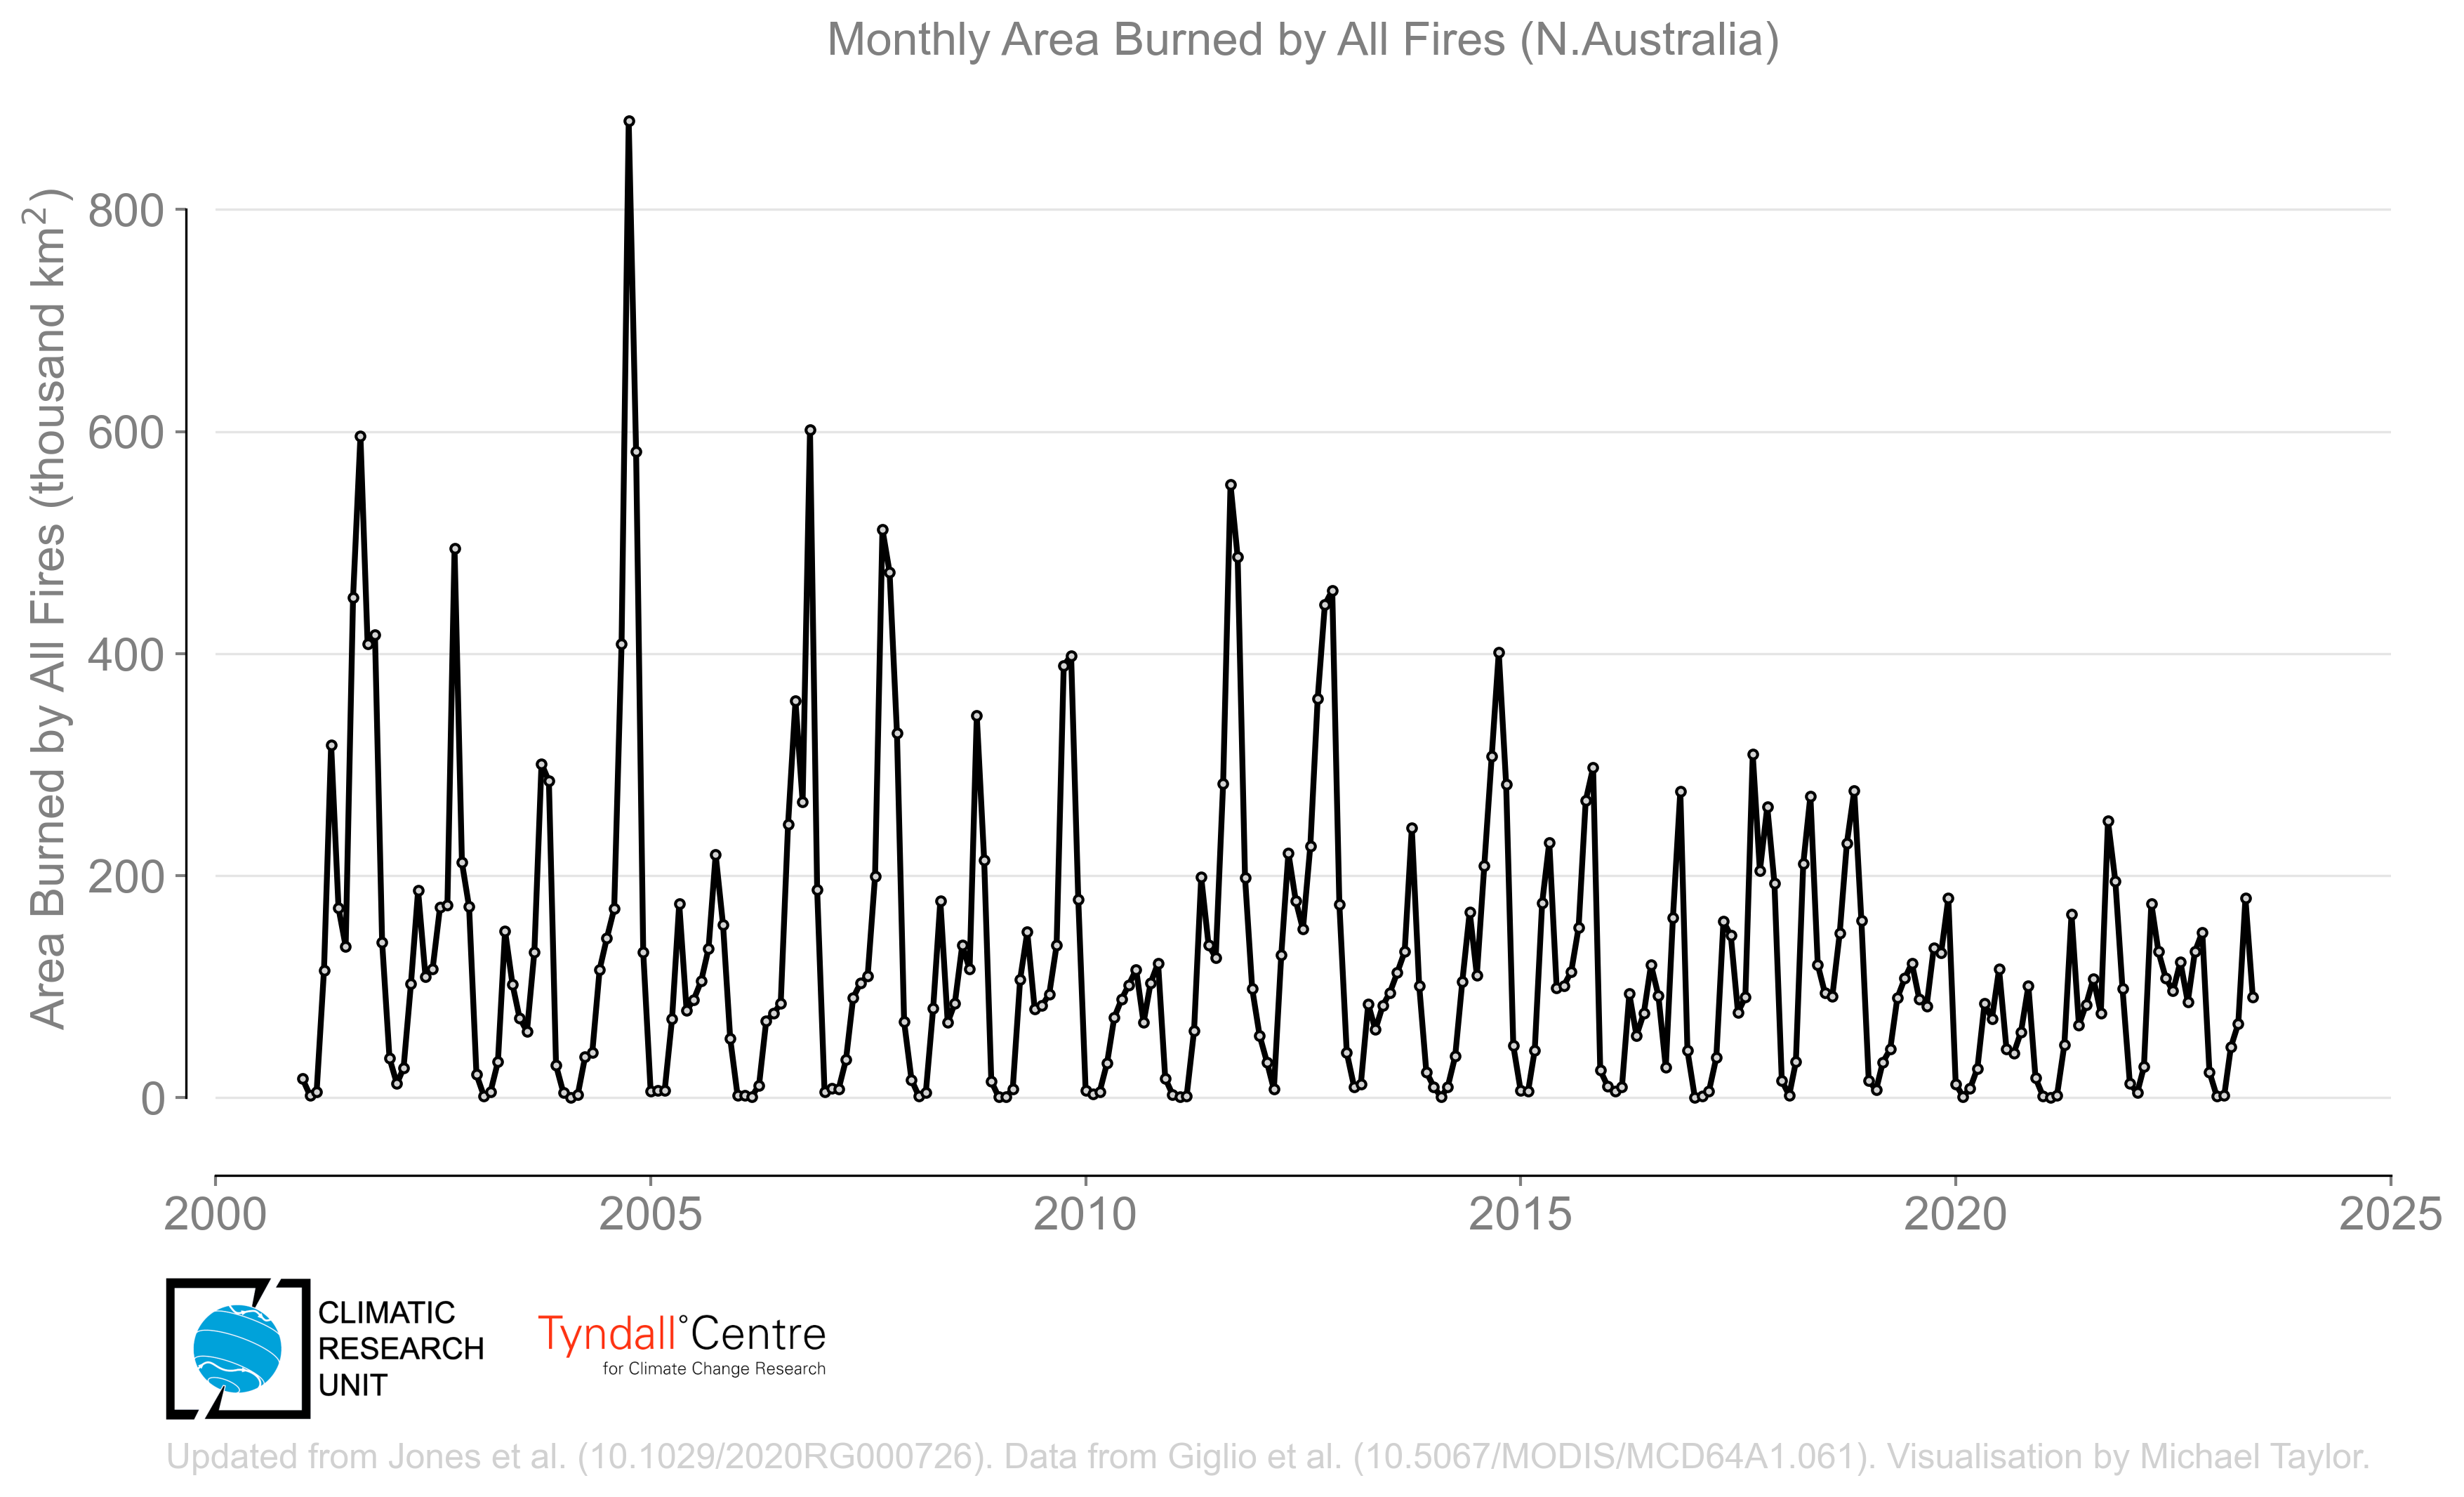 Monthly Area Burned by All Fires (N.Australia)
Area Burned by All Fires (thousand km²)
800
600
400
200
0
2000 2005 2010 2015 2020 2025
CLIMATIC
RESEARCH
UNIT
Tyndall°Centre
for Climate Change Research
Updated from Jones et al. (10.1029/2020RG000726). Data from Giglio et al. (10.5067/MODIS/MCD64A1.061). Visualisation by Michael Taylor.